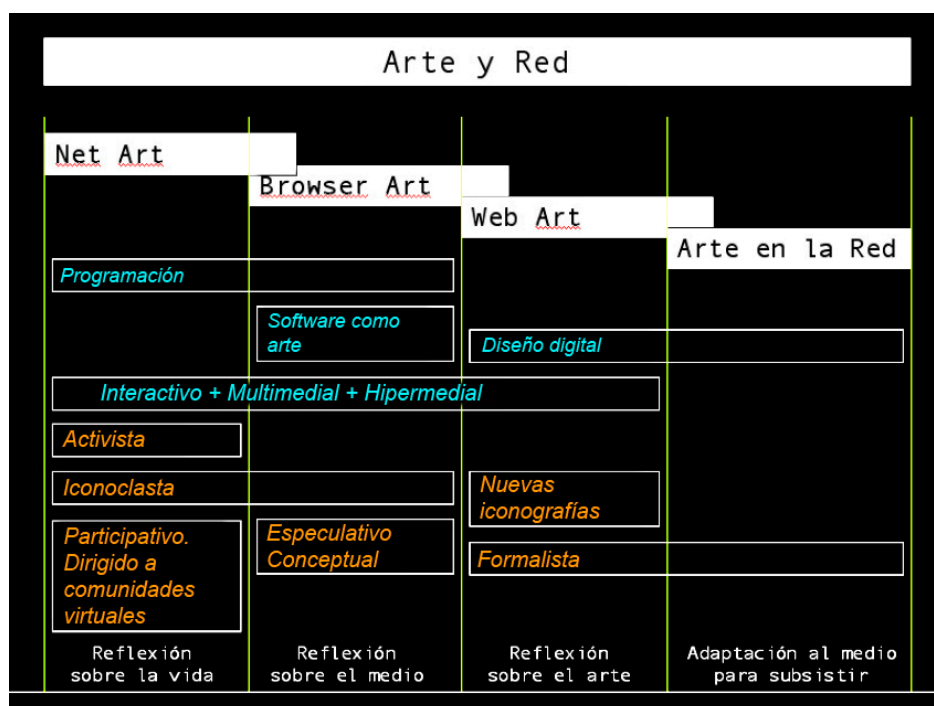 Arte y Red
Net Art
Browser Art
Web Art
Arte en la Red
Programación
Software como
arte
Diseño digital
Interactivo + Multimedial + Hipermedial
Activista
Iconoclasta
Nuevas
iconografías
Participativo.
Dirigido a
comunidades
virtuales
Especulativo
Conceptual
Formalista
Reflexión
sobre la vida
Reflexión
sobre el medio
Reflexión
sobre el arte
Adaptación al medio
para subsistir